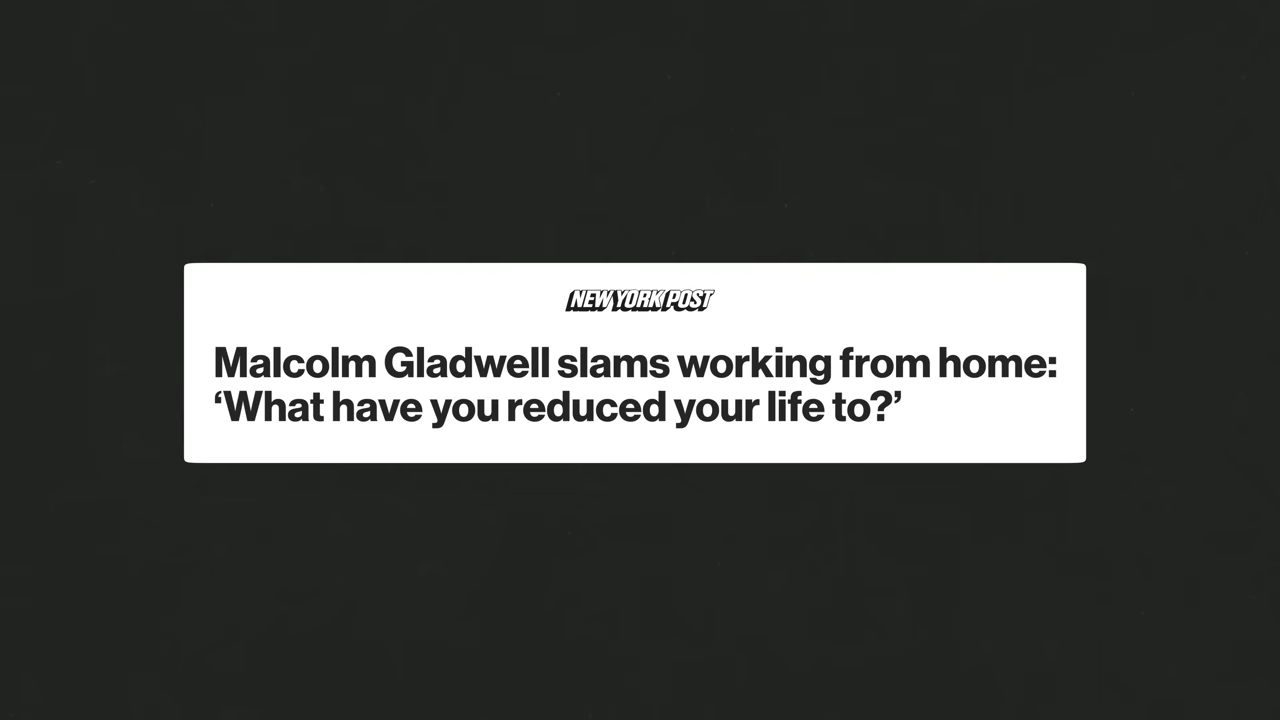 NEW YORK POST
Malcolm Gladwell slams working from home:
‘What have you reduced your life to?’